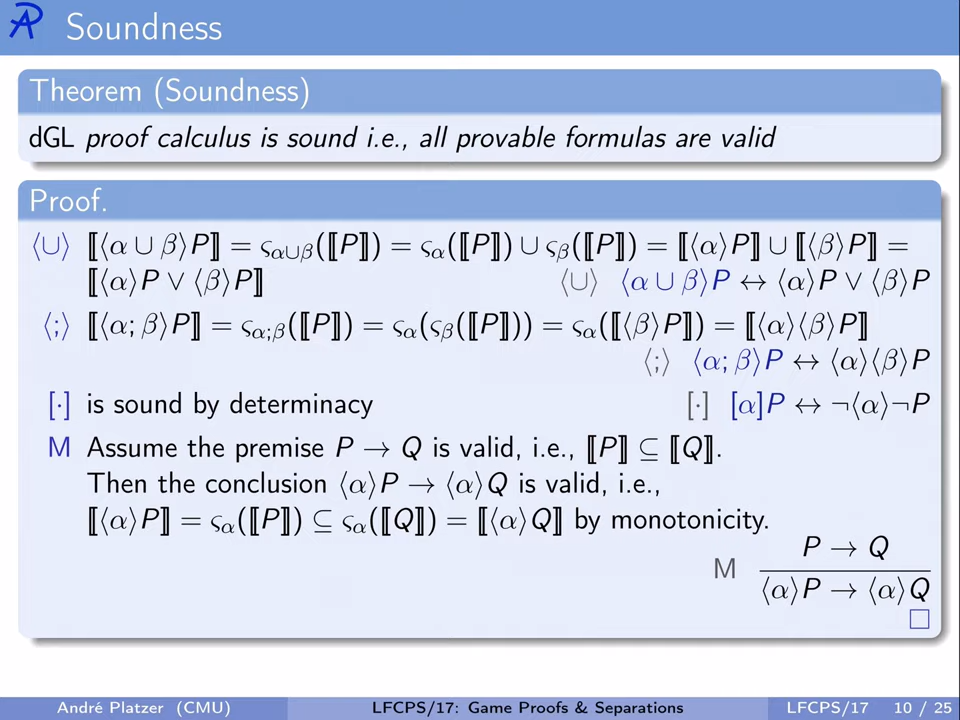 Soundness
Theorem (Soundness)
dGL proof calculus is sound i.e., all provable formulas are valid
Proof.
⟨∪⟩ ⟦⟨α ∪ β⟩P⟧ = ς_{α∪β}(⟦P⟧) = ς_α(⟦P⟧) ∪ ς_β(⟦P⟧) = ⟦⟨α⟩P⟧ ∪ ⟦⟨β⟩P⟧ =
⟦⟨α⟩P ∨ ⟨β⟩P⟧ ⟨∪⟩ ⟨α ∪ β⟩P ↔ ⟨α⟩P ∨ ⟨β⟩P
⟨;⟩ ⟦⟨α; β⟩P⟧ = ς_{α;β}(⟦P⟧) = ς_α(ς_β(⟦P⟧)) = ς_α(⟦⟨β⟩P⟧) = ⟦⟨α⟩⟨β⟩P⟧
⟨;⟩ ⟨α; β⟩P ↔ ⟨α⟩⟨β⟩P
[·] is sound by determinacy [·] [α]P ↔ ¬⟨α⟩¬P
M Assume the premise P → Q is valid, i.e., ⟦P⟧ ⊆ ⟦Q⟧.
Then the conclusion ⟨α⟩P → ⟨α⟩Q is valid, i.e.,
⟦⟨α⟩P⟧ = ς_α(⟦P⟧) ⊆ ς_α(⟦Q⟧) = ⟦⟨α⟩Q⟧ by monotonicity.
P → Q
M
⟨α⟩P → ⟨α⟩Q
□
André Platzer (CMU) LFCPS/17: Game Proofs & Separations LFCPS/17 10 / 25